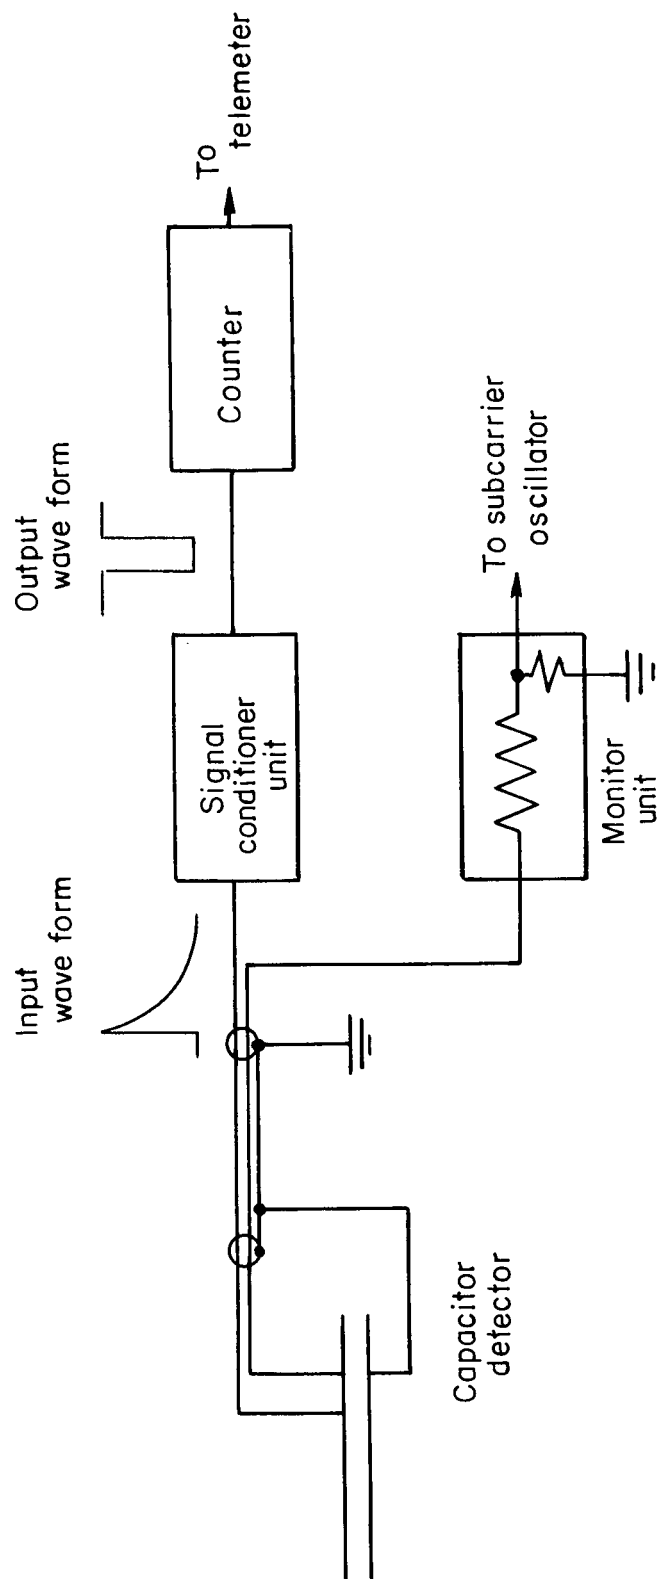 Input
wave form
Output
wave form
Signal
conditioner
unit
Counter
To
telemeter
Capacitor
detector
Monitor
unit
To subcarrier
oscillator